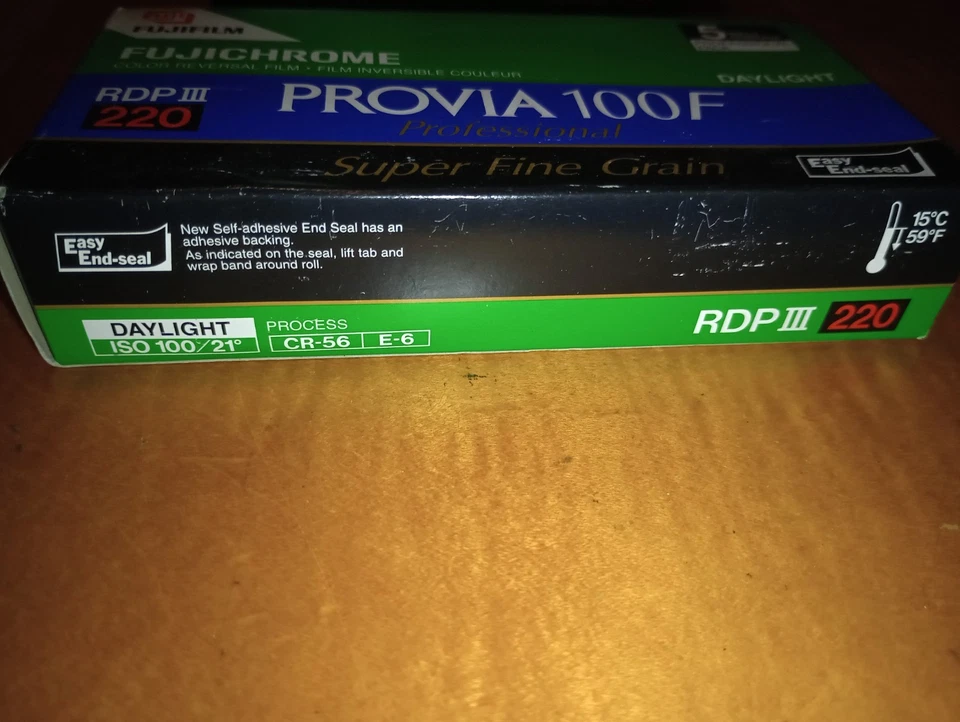 FUJIFILM
FUJICHROME
COLOR REVERSAL FILM • FILM INVERSIBLE COULEUR
5
DAYLIGHT
RDP III
220
PROVIA 100F
Professional
Super Fine Grain
Easy
End-seal
Easy
End-seal
New Self-adhesive End Seal has an
adhesive backing.
As indicated on the seal, lift tab and
wrap band around roll.
15°C
59°F
DAYLIGHT
ISO 100/21°
PROCESS
CR-56 E-6
RDP III 220